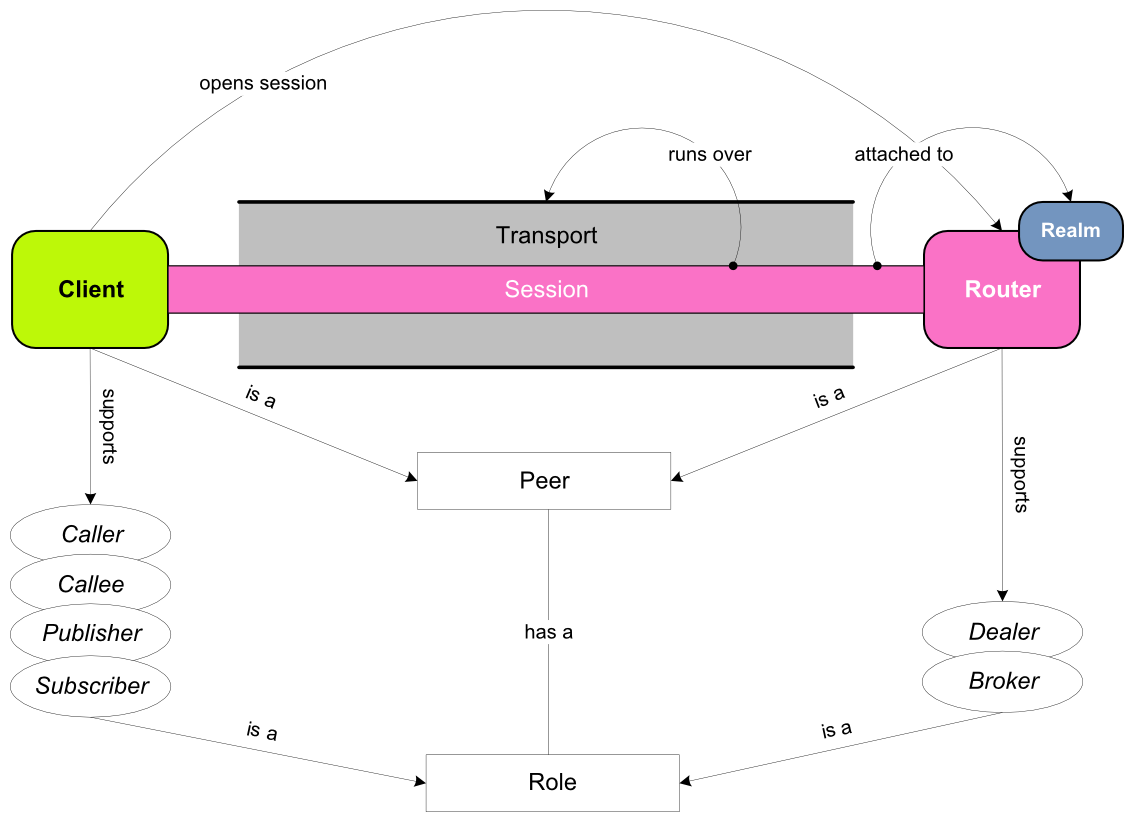 opens session
runs over
attached to
Realm
Transport
Client
Session
Router
is a
is a
supports
supports
Peer
Caller
Callee
Publisher
Subscriber
has a
Dealer
Broker
is a
is a
Role